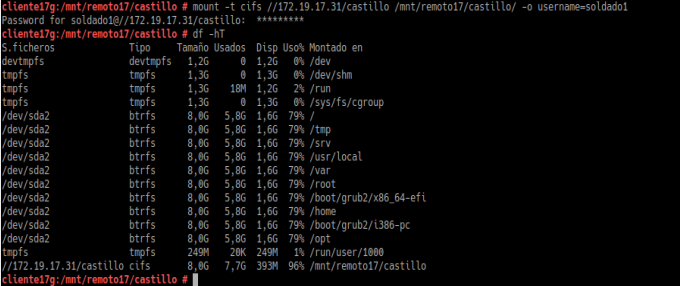 cliente17g:/mnt/remoto17/castillo # mount -t cifs //172.19.17.31/castillo /mnt/remoto17/castillo/ -o username=soldado1
Password for soldado1@//172.19.17.31/castillo:  *********
cliente17g:/mnt/remoto17/castillo # df -hT
S.ficheros              Tipo     Tamaño Usados  Disp Uso% Montado en
devtmpfs                devtmpfs   1,2G      0  1,2G   0% /dev
tmpfs                   tmpfs      1,3G      0  1,3G   0% /dev/shm
tmpfs                   tmpfs      1,3G    18M  1,2G   2% /run
tmpfs                   tmpfs      1,3G      0  1,3G   0% /sys/fs/cgroup
/dev/sda2               btrfs      8,0G   5,8G  1,6G  79% /
/dev/sda2               btrfs      8,0G   5,8G  1,6G  79% /tmp
/dev/sda2               btrfs      8,0G   5,8G  1,6G  79% /srv
/dev/sda2               btrfs      8,0G   5,8G  1,6G  79% /usr/local
/dev/sda2               btrfs      8,0G   5,8G  1,6G  79% /var
/dev/sda2               btrfs      8,0G   5,8G  1,6G  79% /root
/dev/sda2               btrfs      8,0G   5,8G  1,6G  79% /boot/grub2/x86_64-efi
/dev/sda2               btrfs      8,0G   5,8G  1,6G  79% /home
/dev/sda2               btrfs      8,0G   5,8G  1,6G  79% /boot/grub2/i386-pc
/dev/sda2               btrfs      8,0G   5,8G  1,6G  79% /opt
tmpfs                   tmpfs      249M    20K  249M   1% /run/user/1000
//172.19.17.31/castillo cifs       8,0G   7,7G  393M  96% /mnt/remoto17/castillo
cliente17g:/mnt/remoto17/castillo #